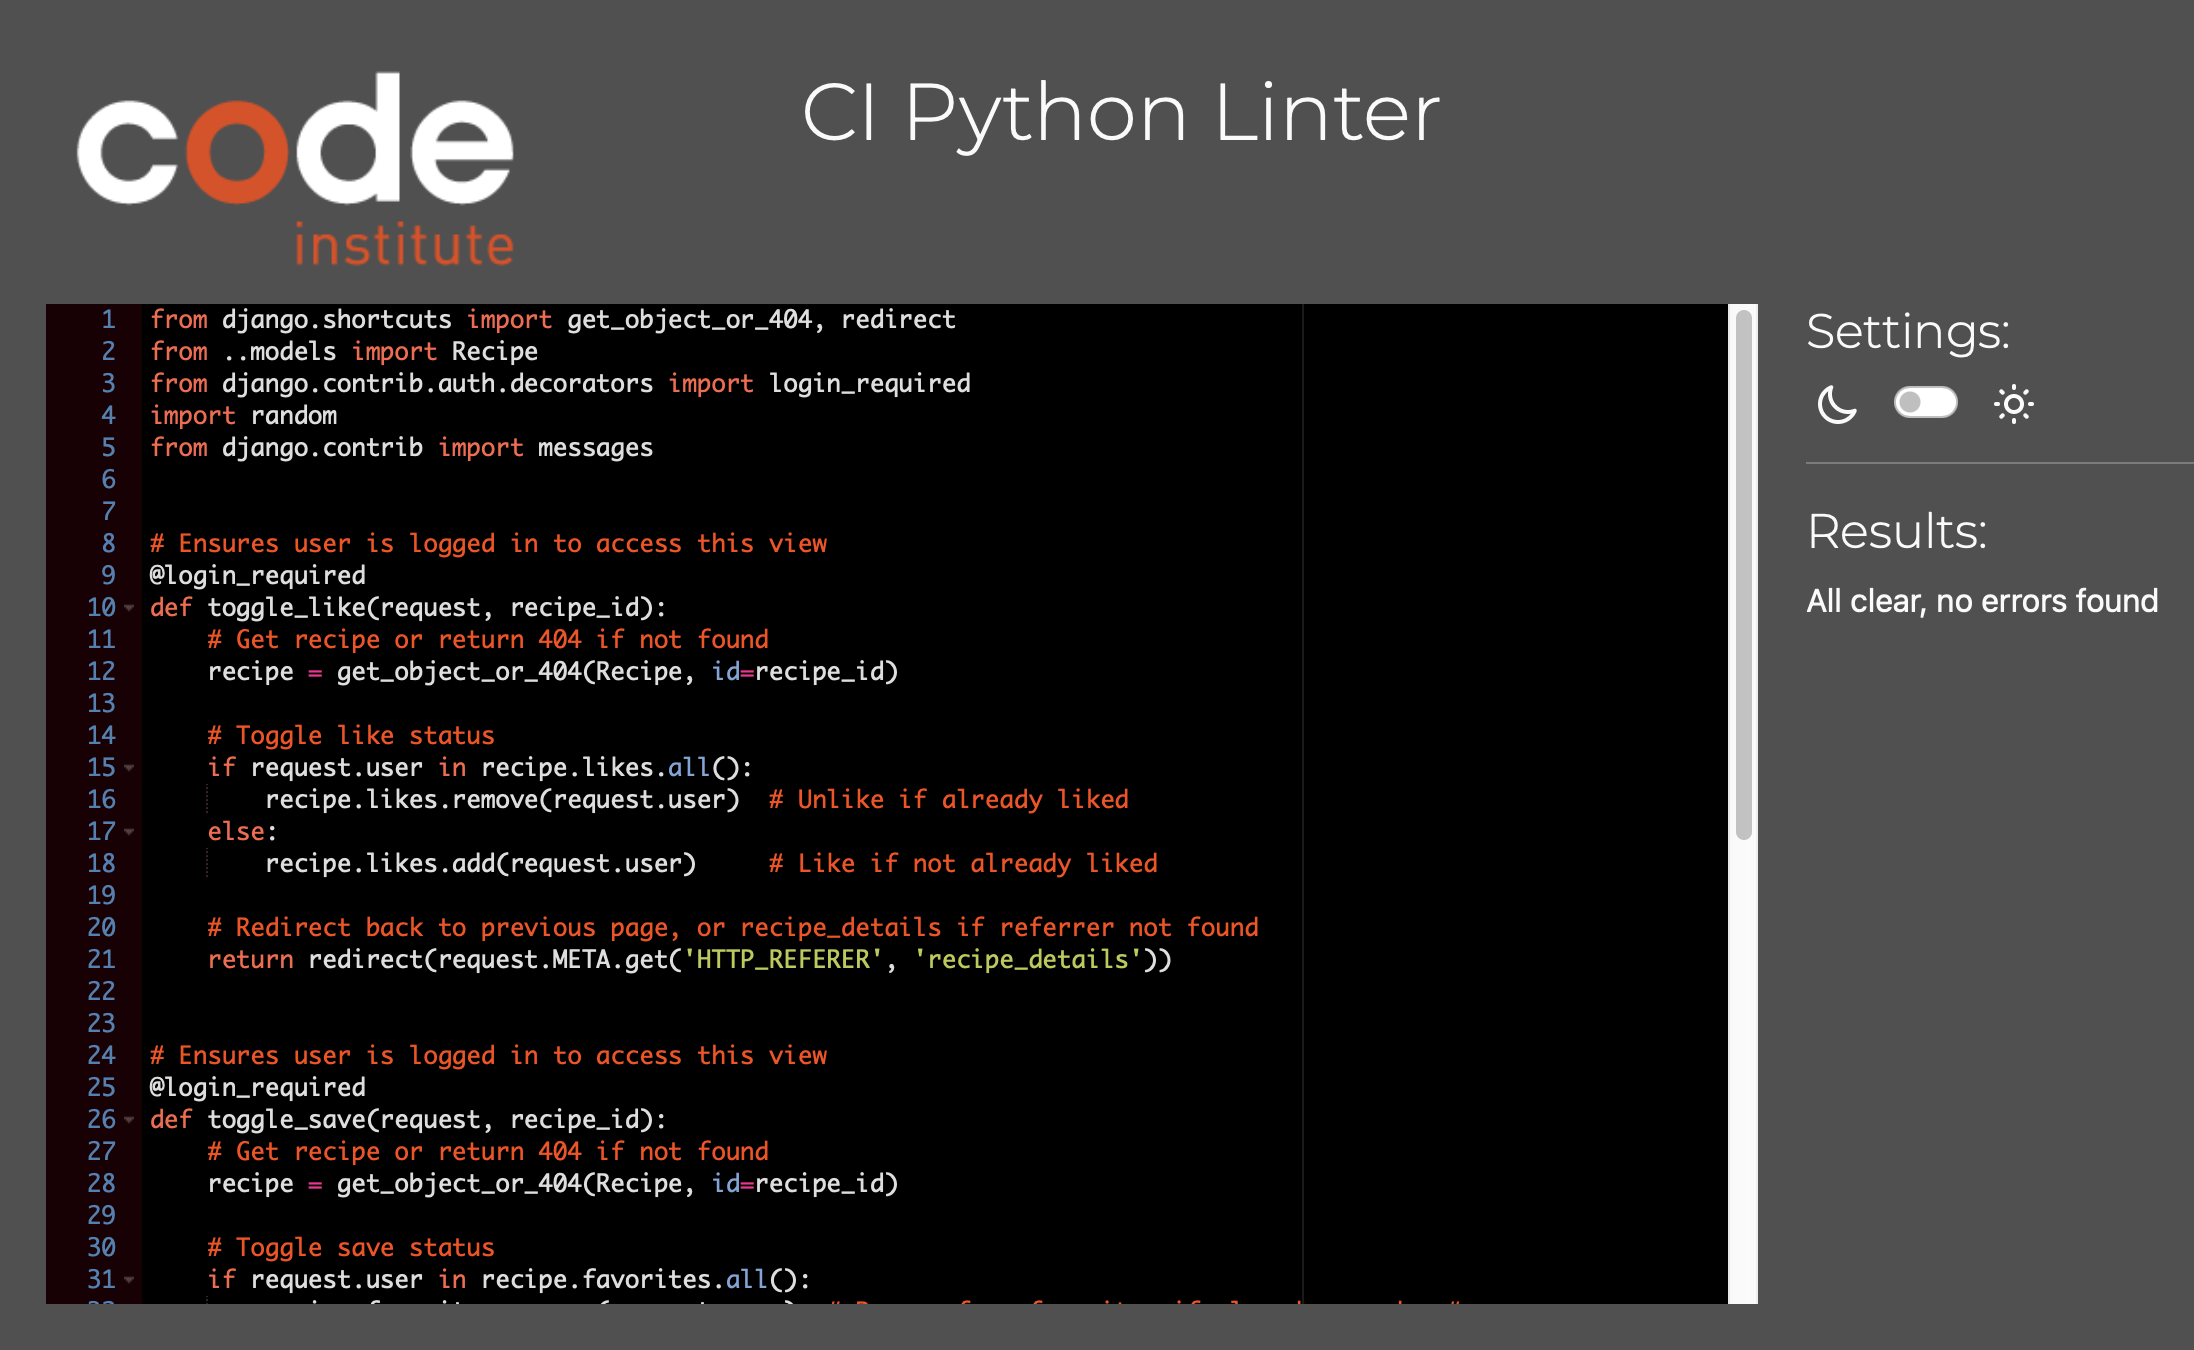 code
institute
CI Python Linter
1 from django.shortcuts import get_object_or_404, redirect
2 from ..models import Recipe
3 from django.contrib.auth.decorators import login_required
4 import random
5 from django.contrib import messages
6
7
8 # Ensures user is logged in to access this view
9 @login_required
10 def toggle_like(request, recipe_id):
11     # Get recipe or return 404 if not found
12     recipe = get_object_or_404(Recipe, id=recipe_id)
13
14     # Toggle like status
15     if request.user in recipe.likes.all():
16         recipe.likes.remove(request.user)  # Unlike if already liked
17     else:
18         recipe.likes.add(request.user)     # Like if not already liked
19
20     # Redirect back to previous page, or recipe_details if referrer not found
21     return redirect(request.META.get('HTTP_REFERER', 'recipe_details'))
22
23
24 # Ensures user is logged in to access this view
25 @login_required
26 def toggle_save(request, recipe_id):
27     # Get recipe or return 404 if not found
28     recipe = get_object_or_404(Recipe, id=recipe_id)
29
30     # Toggle save status
31     if request.user in recipe.favorites.all():
Settings:
Results:
All clear, no errors found